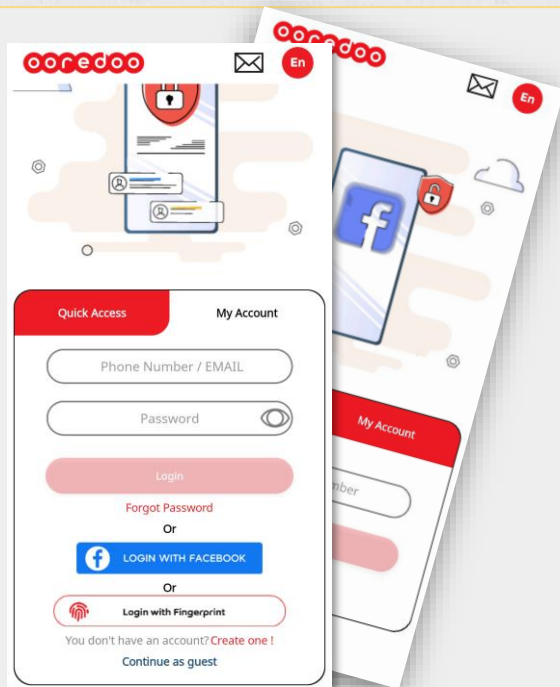 ooredoo
En
Quick Access
My Account
Phone Number / EMAIL
Password
Login
Forgot Password
Or
LOGIN WITH FACEBOOK
Or
Login with Fingerprint
You don't have an account? Create one !
Continue as guest
ooredoo
En
My Account
mber